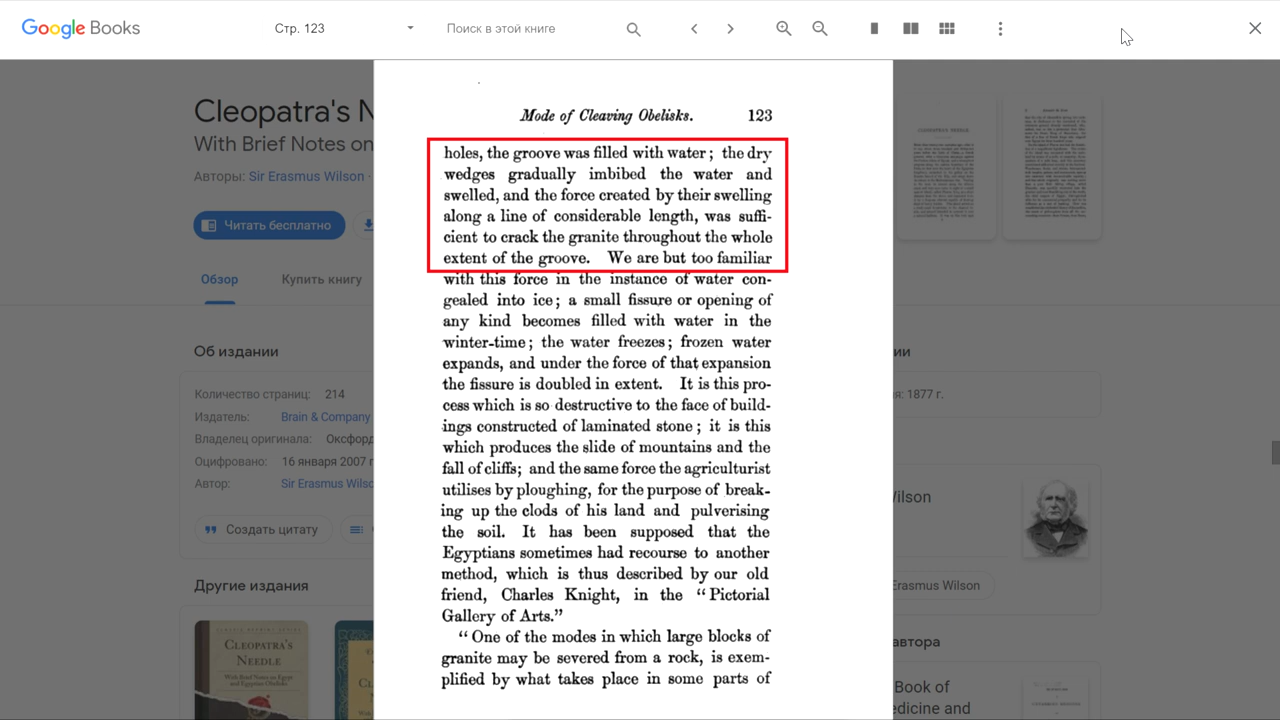 Google Books
Стр. 123
Поиск в этой книге
Cleopatra's N
With Brief Notes on
Авторы: Sir Erasmus Wilson ·
Читать бесплатно
Обзор
Купить книгу
Об издании
Количество страниц: 214
Издатель: Brain & Company
Владелец оригинала: Оксфорд
Оцифровано: 16 января 2007 г
Автор: Sir Erasmus Wilso
Создать цитату
Другие издания
CLEOPATRA'S
NEEDLE
Mode of Cleaving Obelisks. 123
holes, the groove was filled with water; the dry
wedges gradually imbibed the water and
swelled, and the force created by their swelling
along a line of considerable length, was suffi-
cient to crack the granite throughout the whole
extent of the groove. We are but too familiar
with this force in the instance of water con-
gealed into ice; a small fissure or opening of
any kind becomes filled with water in the
winter-time; the water freezes; frozen water
expands, and under the force of that expansion
the fissure is doubled in extent. It is this pro-
cess which is so destructive to the face of build-
ings constructed of laminated stone; it is this
which produces the slide of mountains and the
fall of cliffs; and the same force the agriculturist
utilises by ploughing, for the purpose of break-
ing up the clods of his land and pulverising
the soil. It has been supposed that the
Egyptians sometimes had recourse to another
method, which is thus described by our old
friend, Charles Knight, in the "Pictorial
Gallery of Arts."
"One of the modes in which large blocks of
granite may be severed from a rock, is exem-
plified by what takes place in some parts of
ии
я: 1877 г.
Wilson
Erasmus Wilson
автора
Book of
edicine and